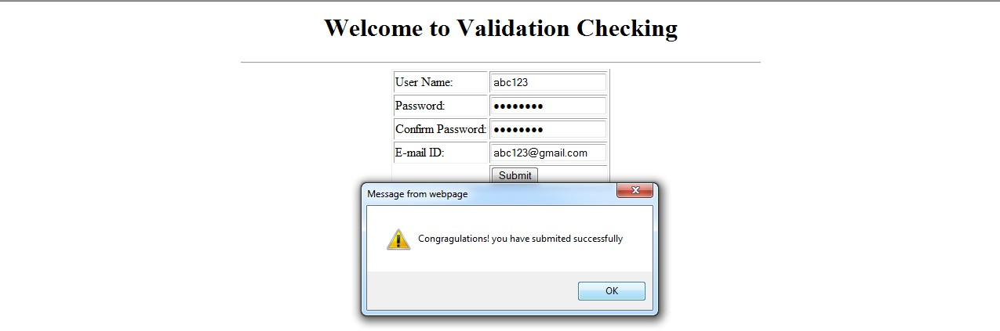 Welcome to Validation Checking
User Name: abc123
Password: ••••••••
Confirm Password: ••••••••
E-mail ID: abc123@gmail.com
Submit
Message from webpage
Congragulations! you have submited successfully
OK